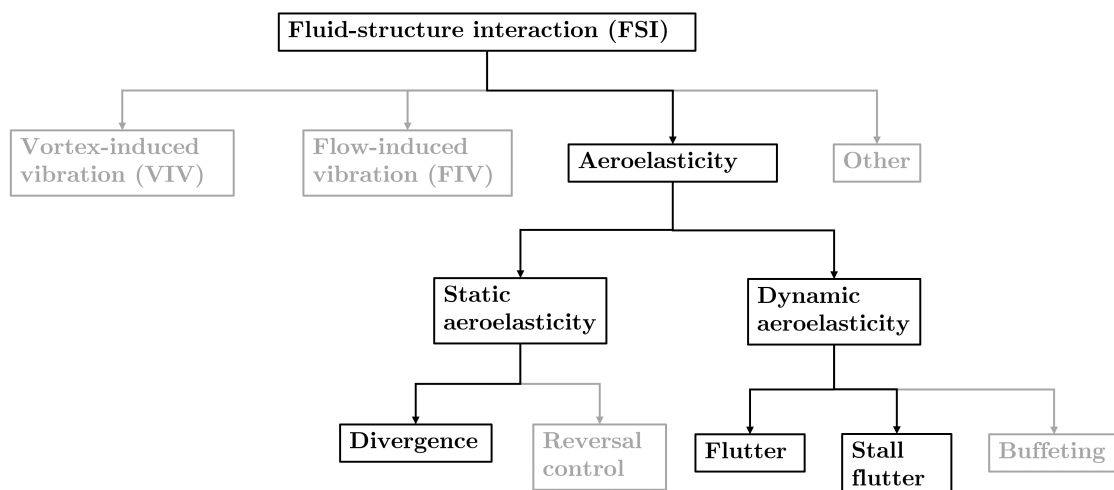 Fluid-structure interaction (FSI)
Vortex-induced
vibration (VIV)
Flow-induced
vibration (FIV)
Aeroelasticity
Other
Static
aeroelasticity
Dynamic
aeroelasticity
Divergence
Reversal
control
Flutter
Stall
flutter
Buffeting